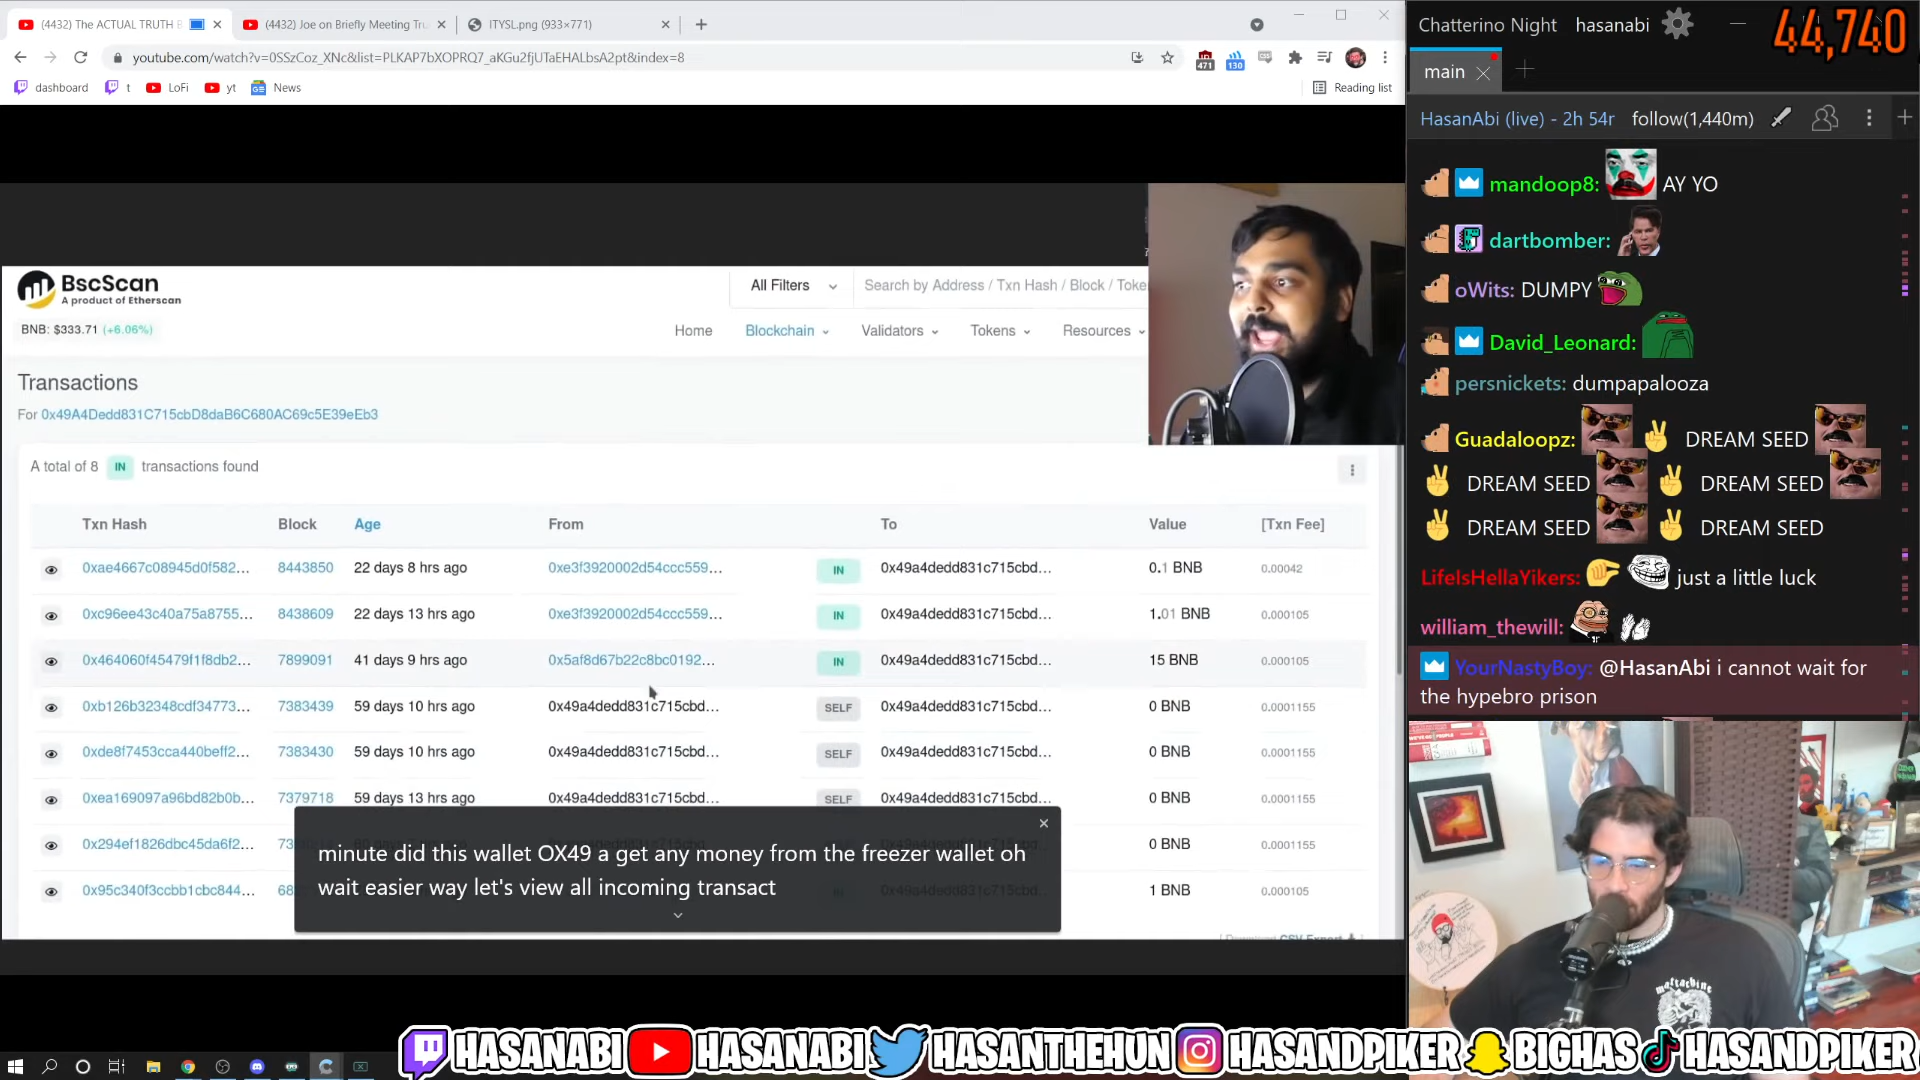 (4432) The ACTUAL TRUTH B
(4432) Joe on Briefly Meeting Tru
ITYSL.png (933×771)
youtube.com/watch?v=0SSzCoz_XNc&list=PLKAP7bXOPRQ7_aKGu2fjUTaEHALbsA2pt&index=8
471
130
dashboard
t
LoFi
yt
News
Reading list
BscScan
A product of Etherscan
BNB: $333.71 (+6.06%)
All Filters
Search by Address / Txn Hash / Block / Toke
Home
Blockchain
Validators
Tokens
Resources
Transactions
For 0x49A4Dedd831C715cbD8daB6C680AC69c5E39eEb3
A total of 8 IN transactions found
Txn Hash Block Age From To Value [Txn Fee]
0xae4667c08945d0f582... 8443850 22 days 8 hrs ago 0xe3f3920002d54ccc559... IN 0x49a4dedd831c715cbd... 0.1 BNB 0.00042
0xc96ee43c40a75a8755... 8438609 22 days 13 hrs ago 0xe3f3920002d54ccc559... IN 0x49a4dedd831c715cbd... 1.01 BNB 0.000105
0x464060f45479f1f8db2... 7899091 41 days 9 hrs ago 0x5af8d67b22c8bc0192... IN 0x49a4dedd831c715cbd... 15 BNB 0.000105
0xb126b32348cdf34773... 7383439 59 days 10 hrs ago 0x49a4dedd831c715cbd... SELF 0x49a4dedd831c715cbd... 0 BNB 0.0001155
0xde8f7453cca440beff2... 7383430 59 days 10 hrs ago 0x49a4dedd831c715cbd... SELF 0x49a4dedd831c715cbd... 0 BNB 0.0001155
0xea169097a96bd82b0b... 7379718 59 days 13 hrs ago 0x49a4dedd831c715cbd... SELF 0x49a4dedd831c715cbd... 0 BNB 0.0001155
0x294ef1826dbc45da6f2... 0 BNB 0.0001155
0x95c340f3ccbb1cbc844... 1 BNB 0.000105
minute did this wallet OX49 a get any money from the freezer wallet oh
wait easier way let's view all incoming transact
Chatterino Night
hasanabi
44,740
main
HasanAbi (live) - 2h 54r
follow(1,440m)
mandoop8: AY YO
dartbomber:
oWits: DUMPY
David_Leonard:
persnickets: dumpapalooza
Guadaloopz: DREAM SEED
DREAM SEED DREAM SEED
DREAM SEED DREAM SEED
LifeIsHellaYikers: just a little luck
william_thewill:
YourNastyBoy: @HasanAbi i cannot wait for
the hypebro prison
HASANABI HASANABI HASANTHEHUN HASANDPIKER BIGHAS HASANDPIKER